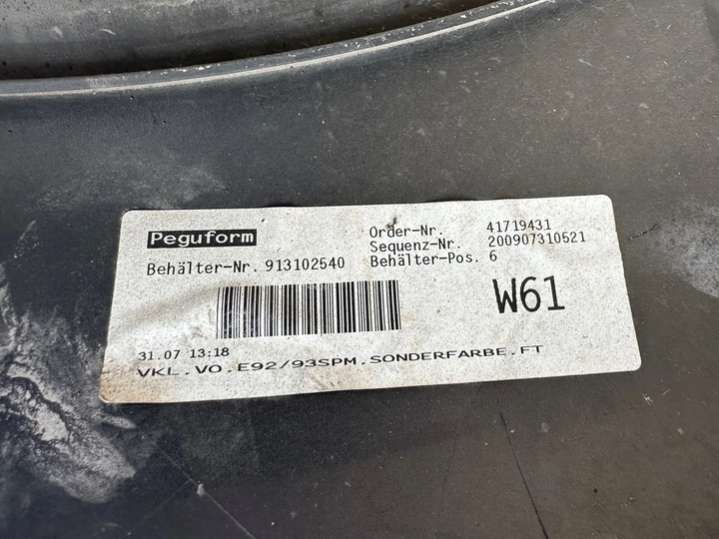 Peguform
Order-Nr. 41719431
Sequenz-Nr. 200907310521
Behälter-Nr. 913102540 Behälter-Pos. 6
W61
31.07 13:18
VKL.VO.E92/93SPM.SONDERFARBE.FT